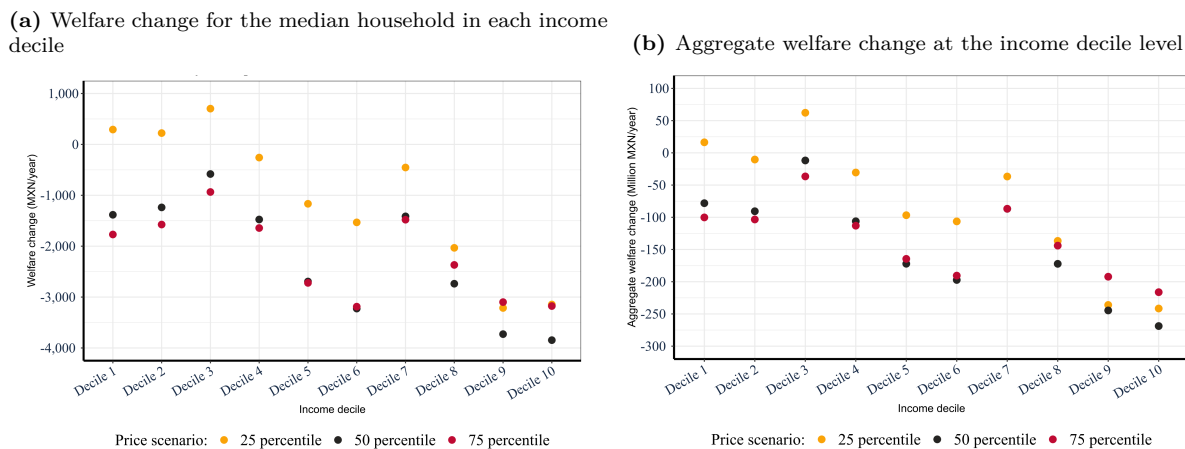 (a) Welfare change for the median household in each income
decile
Welfare change (MXN/year)
1,000
0
-1,000
-2,000
-3,000
-4,000
Decile 1 Decile 2 Decile 3 Decile 4 Decile 5 Decile 6 Decile 7 Decile 8 Decile 9 Decile 10
Income decile
Price scenario: 25 percentile 50 percentile 75 percentile
(b) Aggregate welfare change at the income decile level
Aggregate welfare change (Million MXN/year)
100
50
0
-50
-100
-150
-200
-250
-300
Decile 1 Decile 2 Decile 3 Decile 4 Decile 5 Decile 6 Decile 7 Decile 8 Decile 9 Decile 10
Income decile
Price scenario: 25 percentile 50 percentile 75 percentile